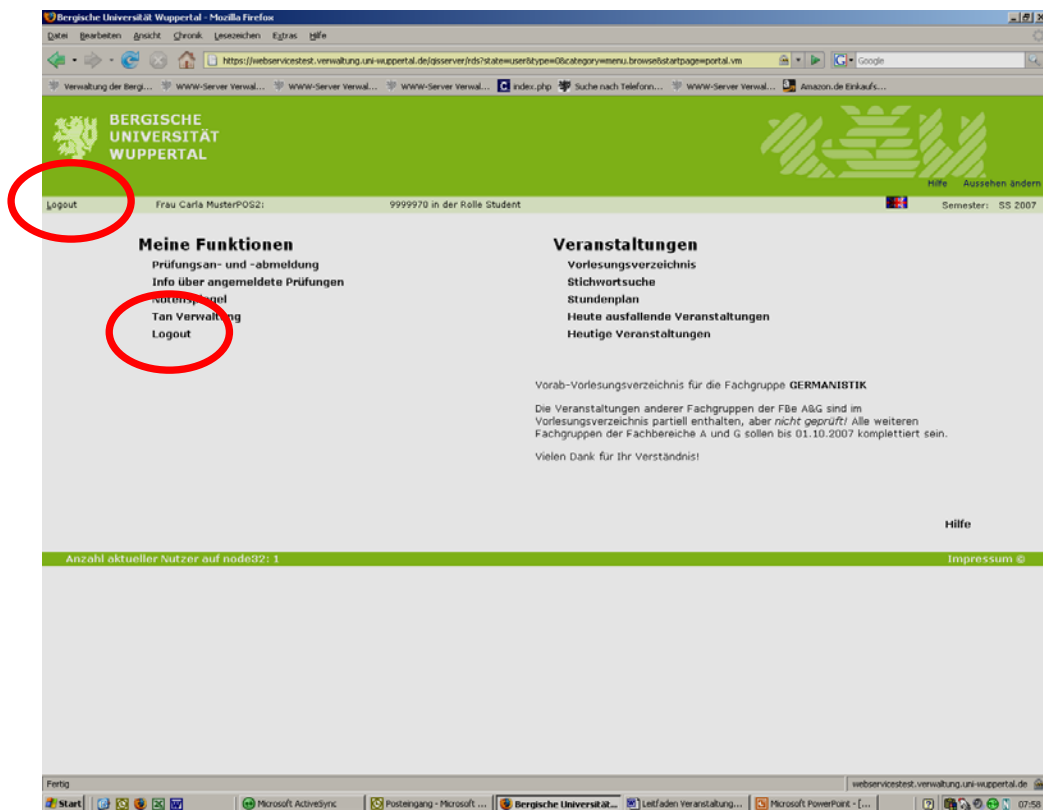 Bergische Universität Wuppertal - Mozilla Firefox
Datei Bearbeiten Ansicht Chronik Lesezeichen Extras Hilfe
https://webservicestest.verwaltung.uni-wuppertal.de/qisserver/rds?state=user&type=0&category=menu.browse&startpage=portal.vm
Google
Verwaltung der Bergi... WWW-Server Verwal... WWW-Server Verwal... WWW-Server Verwal... index.php Suche nach Telefonn... WWW-Server Verwal... Amazon.de Einkaufs...
BERGISCHE
UNIVERSITÄT
WUPPERTAL
Hilfe Aussehen ändern
Logout Frau Carla MusterPOS2: 9999970 in der Rolle Student Semester: SS 2007
Meine Funktionen
Prüfungsan- und -abmeldung
Info über angemeldete Prüfungen
Notenspiegel
Tan Verwaltung
Logout
Veranstaltungen
Vorlesungsverzeichnis
Stichwortsuche
Stundenplan
Heute ausfallende Veranstaltungen
Heutige Veranstaltungen
Vorab-Vorlesungsverzeichnis für die Fachgruppe GERMANISTIK
Die Veranstaltungen anderer Fachgruppen der FBe A&G sind im
Vorlesungsverzeichnis partiell enthalten, aber nicht geprüft! Alle weiteren
Fachgruppen der Fachbereiche A und G sollen bis 01.10.2007 komplettiert sein.
Vielen Dank für Ihr Verständnis!
Hilfe
Anzahl aktueller Nutzer auf node32: 1 Impressum ©
Fertig webservicestest.verwaltung.uni-wuppertal.de
Start Microsoft ActiveSync Posteingang - Microsoft ... Bergische Universität... Leitfaden Veranstaltung... Microsoft PowerPoint - [... 07:58